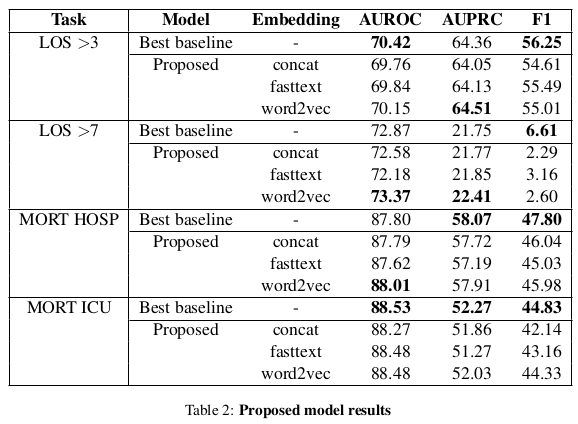 Task Model Embedding AUROC AUPRC F1
LOS >3 Best baseline - 70.42 64.36 56.25
Proposed concat 69.76 64.05 54.61
fasttext 69.84 64.13 55.49
word2vec 70.15 64.51 55.01
LOS >7 Best baseline - 72.87 21.75 6.61
Proposed concat 72.58 21.77 2.29
fasttext 72.18 21.85 3.16
word2vec 73.37 22.41 2.60
MORT HOSP Best baseline - 87.80 58.07 47.80
Proposed concat 87.79 57.72 46.04
fasttext 87.62 57.19 45.03
word2vec 88.01 57.91 45.98
MORT ICU Best baseline - 88.53 52.27 44.83
Proposed concat 88.27 51.86 42.14
fasttext 88.48 51.27 43.16
word2vec 88.48 52.03 44.33
Table 2: Proposed model results